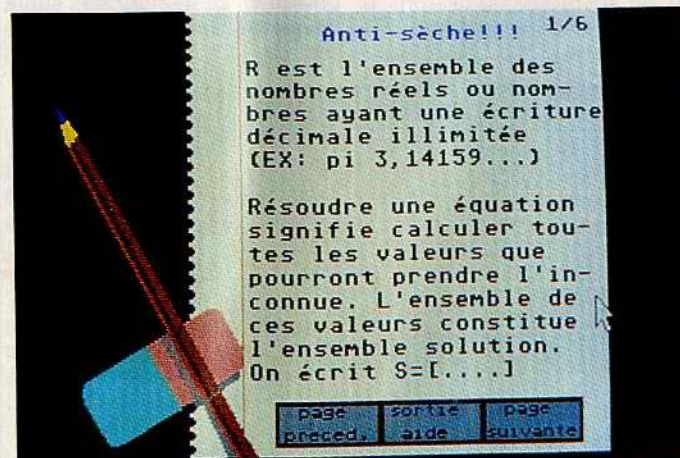 Anti-sèche!!! 1/6
R est l'ensemble des
nombres réels ou nom-
bres ayant une écriture
décimale illimitée
(EX: pi 3,14159...)
Résoudre une équation
signifie calculer tou-
tes les valeurs que
pourront prendre l'in-
connue. L'ensemble de
ces valeurs constitue
l'ensemble solution.
On écrit S=[....]
page sortie page
précéd. aide suivante